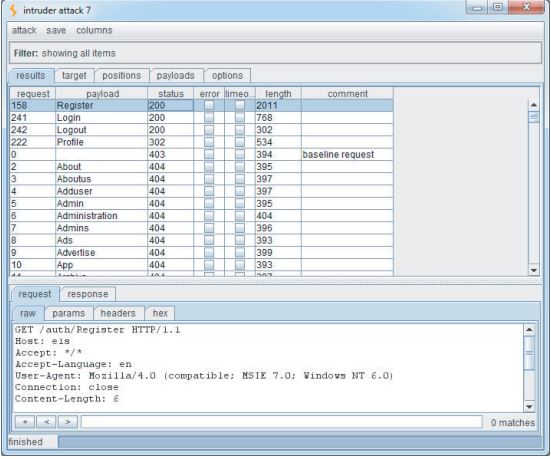 intruder attack 7
attack save columns
Filter: showing all items
results target positions payloads options
request payload status error timeo... length comment
158 Register 200 2011
241 Login 200 768
242 Logout 200 302
222 Profile 302 534
0 403 394 baseline request
2 About 404 395
3 Aboutus 404 397
4 Adduser 404 397
5 Admin 404 395
6 Administration 404 404
7 Admins 404 396
8 Ads 404 393
9 Advertise 404 399
10 App 404 393
request response
raw params headers hex
GET /auth/Register HTTP/1.1
Host: eis
Accept: */*
Accept-Language: en
User-Agent: Mozilla/4.0 (compatible; MSIE 7.0; Windows NT 6.0)
Connection: close
Content-Length: 6
+ < > 0 matches
finished